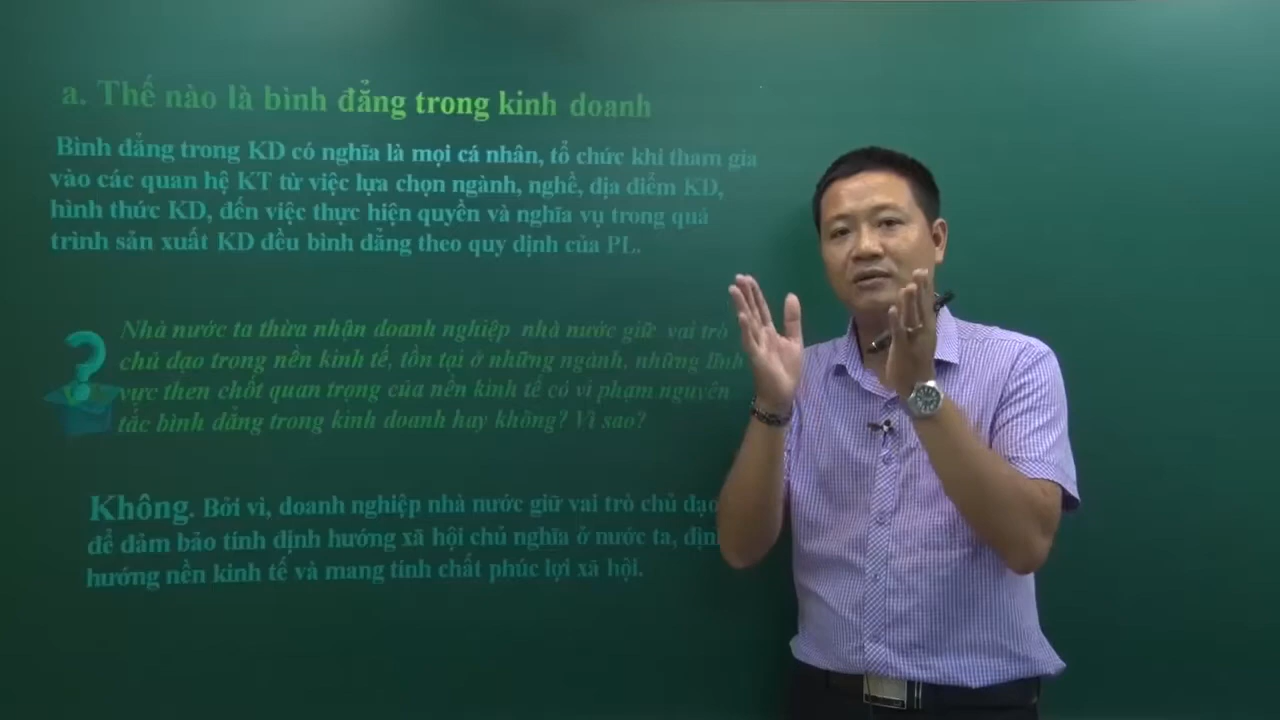 a. Thế nào là bình đẳng trong kinh doanh
Bình đẳng trong KD có nghĩa là mọi cá nhân, tổ chức khi tham gia
vào các quan hệ KT từ việc lựa chọn ngành, nghề, địa điểm KD,
hình thức KD, đến việc thực hiện quyền và nghĩa vụ trong quá
trình sản xuất KD đều bình đẳng theo quy định của PL.
?
Nhà nước ta thừa nhận doanh nghiệp nhà nước giữ vai trò
chủ đạo trong nền kinh tế, tồn tại ở những ngành, những lĩnh
vực then chốt quan trọng của nền kinh tế có vi phạm nguyên
tắc bình đẳng trong kinh doanh hay không? Vì sao?
Không. Bởi vì, doanh nghiệp nhà nước giữ vai trò chủ đạo
để đảm bảo tính định hướng xã hội chủ nghĩa ở nước ta, định
hướng nền kinh tế và mang tính chất phúc lợi xã hội.